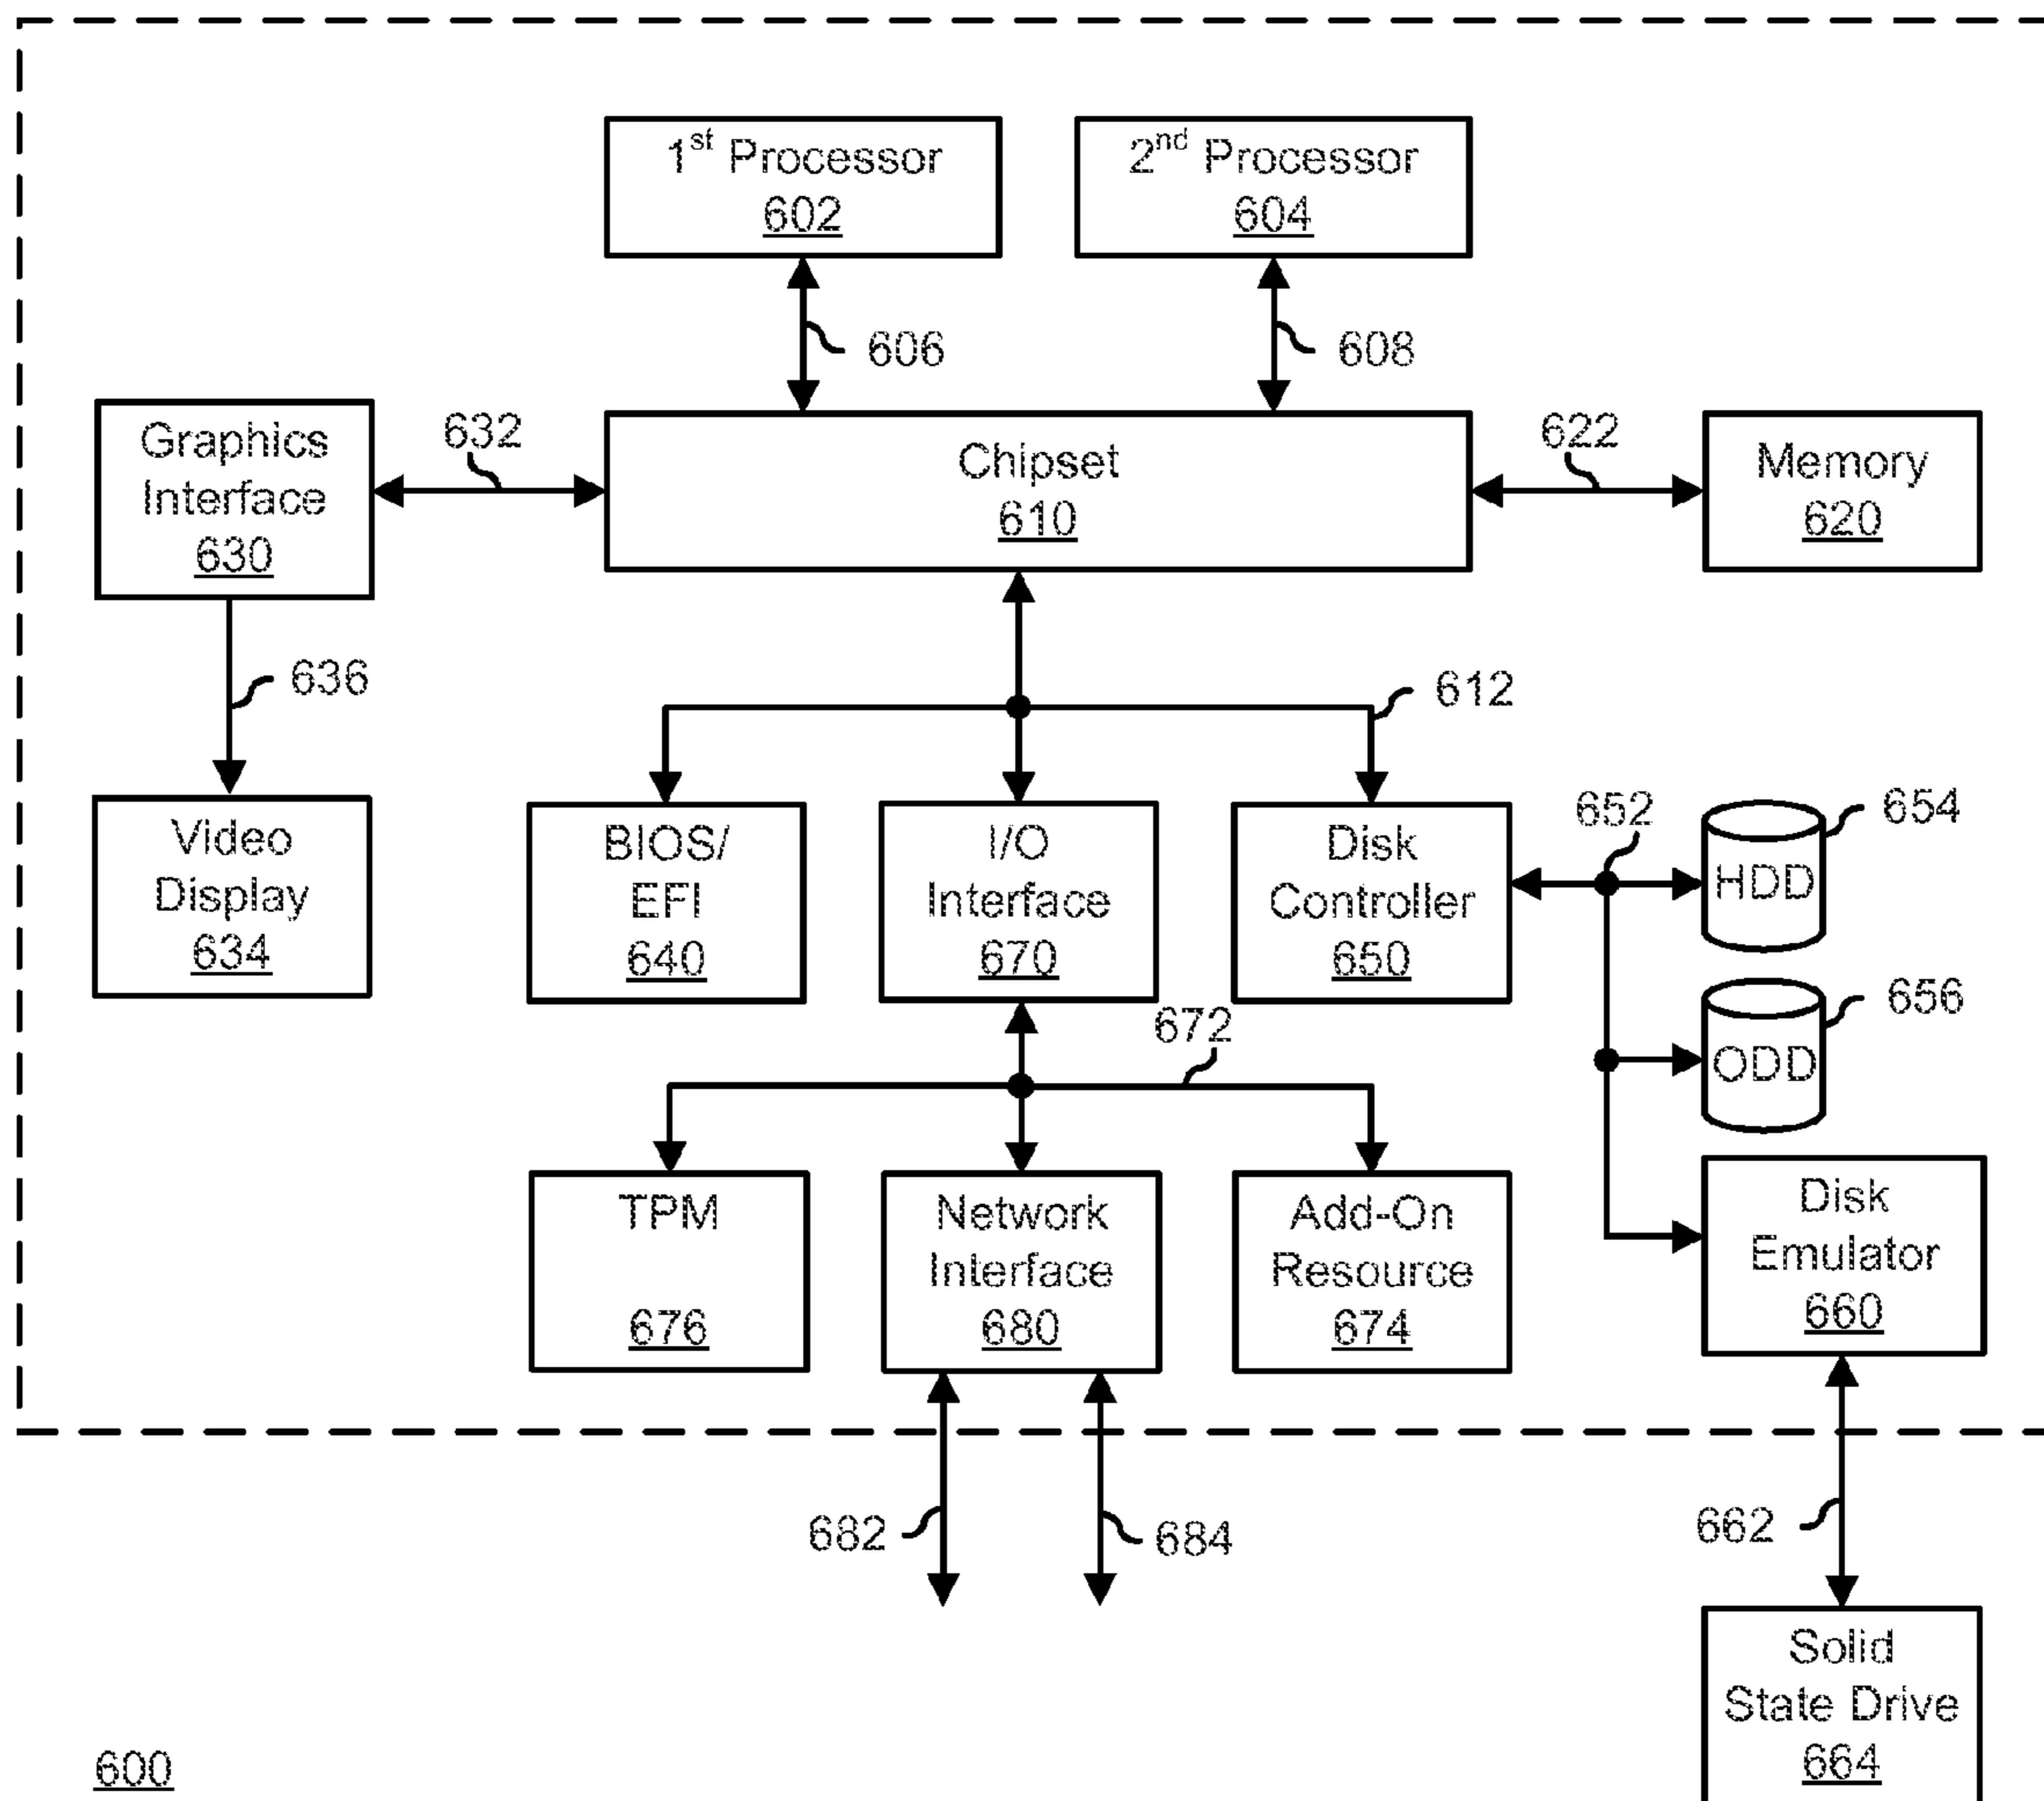 1st Processor
602
2nd Processor
604
606
608
Graphics
Interface
630
632
Chipset
610
622
Memory
620
636
612
Video
Display
634
BIOS/
EFI
640
I/O
Interface
670
Disk
Controller
650
652
HDD
654
ODD
656
672
TPM
676
Network
Interface
680
Add-On
Resource
674
Disk
Emulator
660
682
684
662
Solid
State Drive
664
600